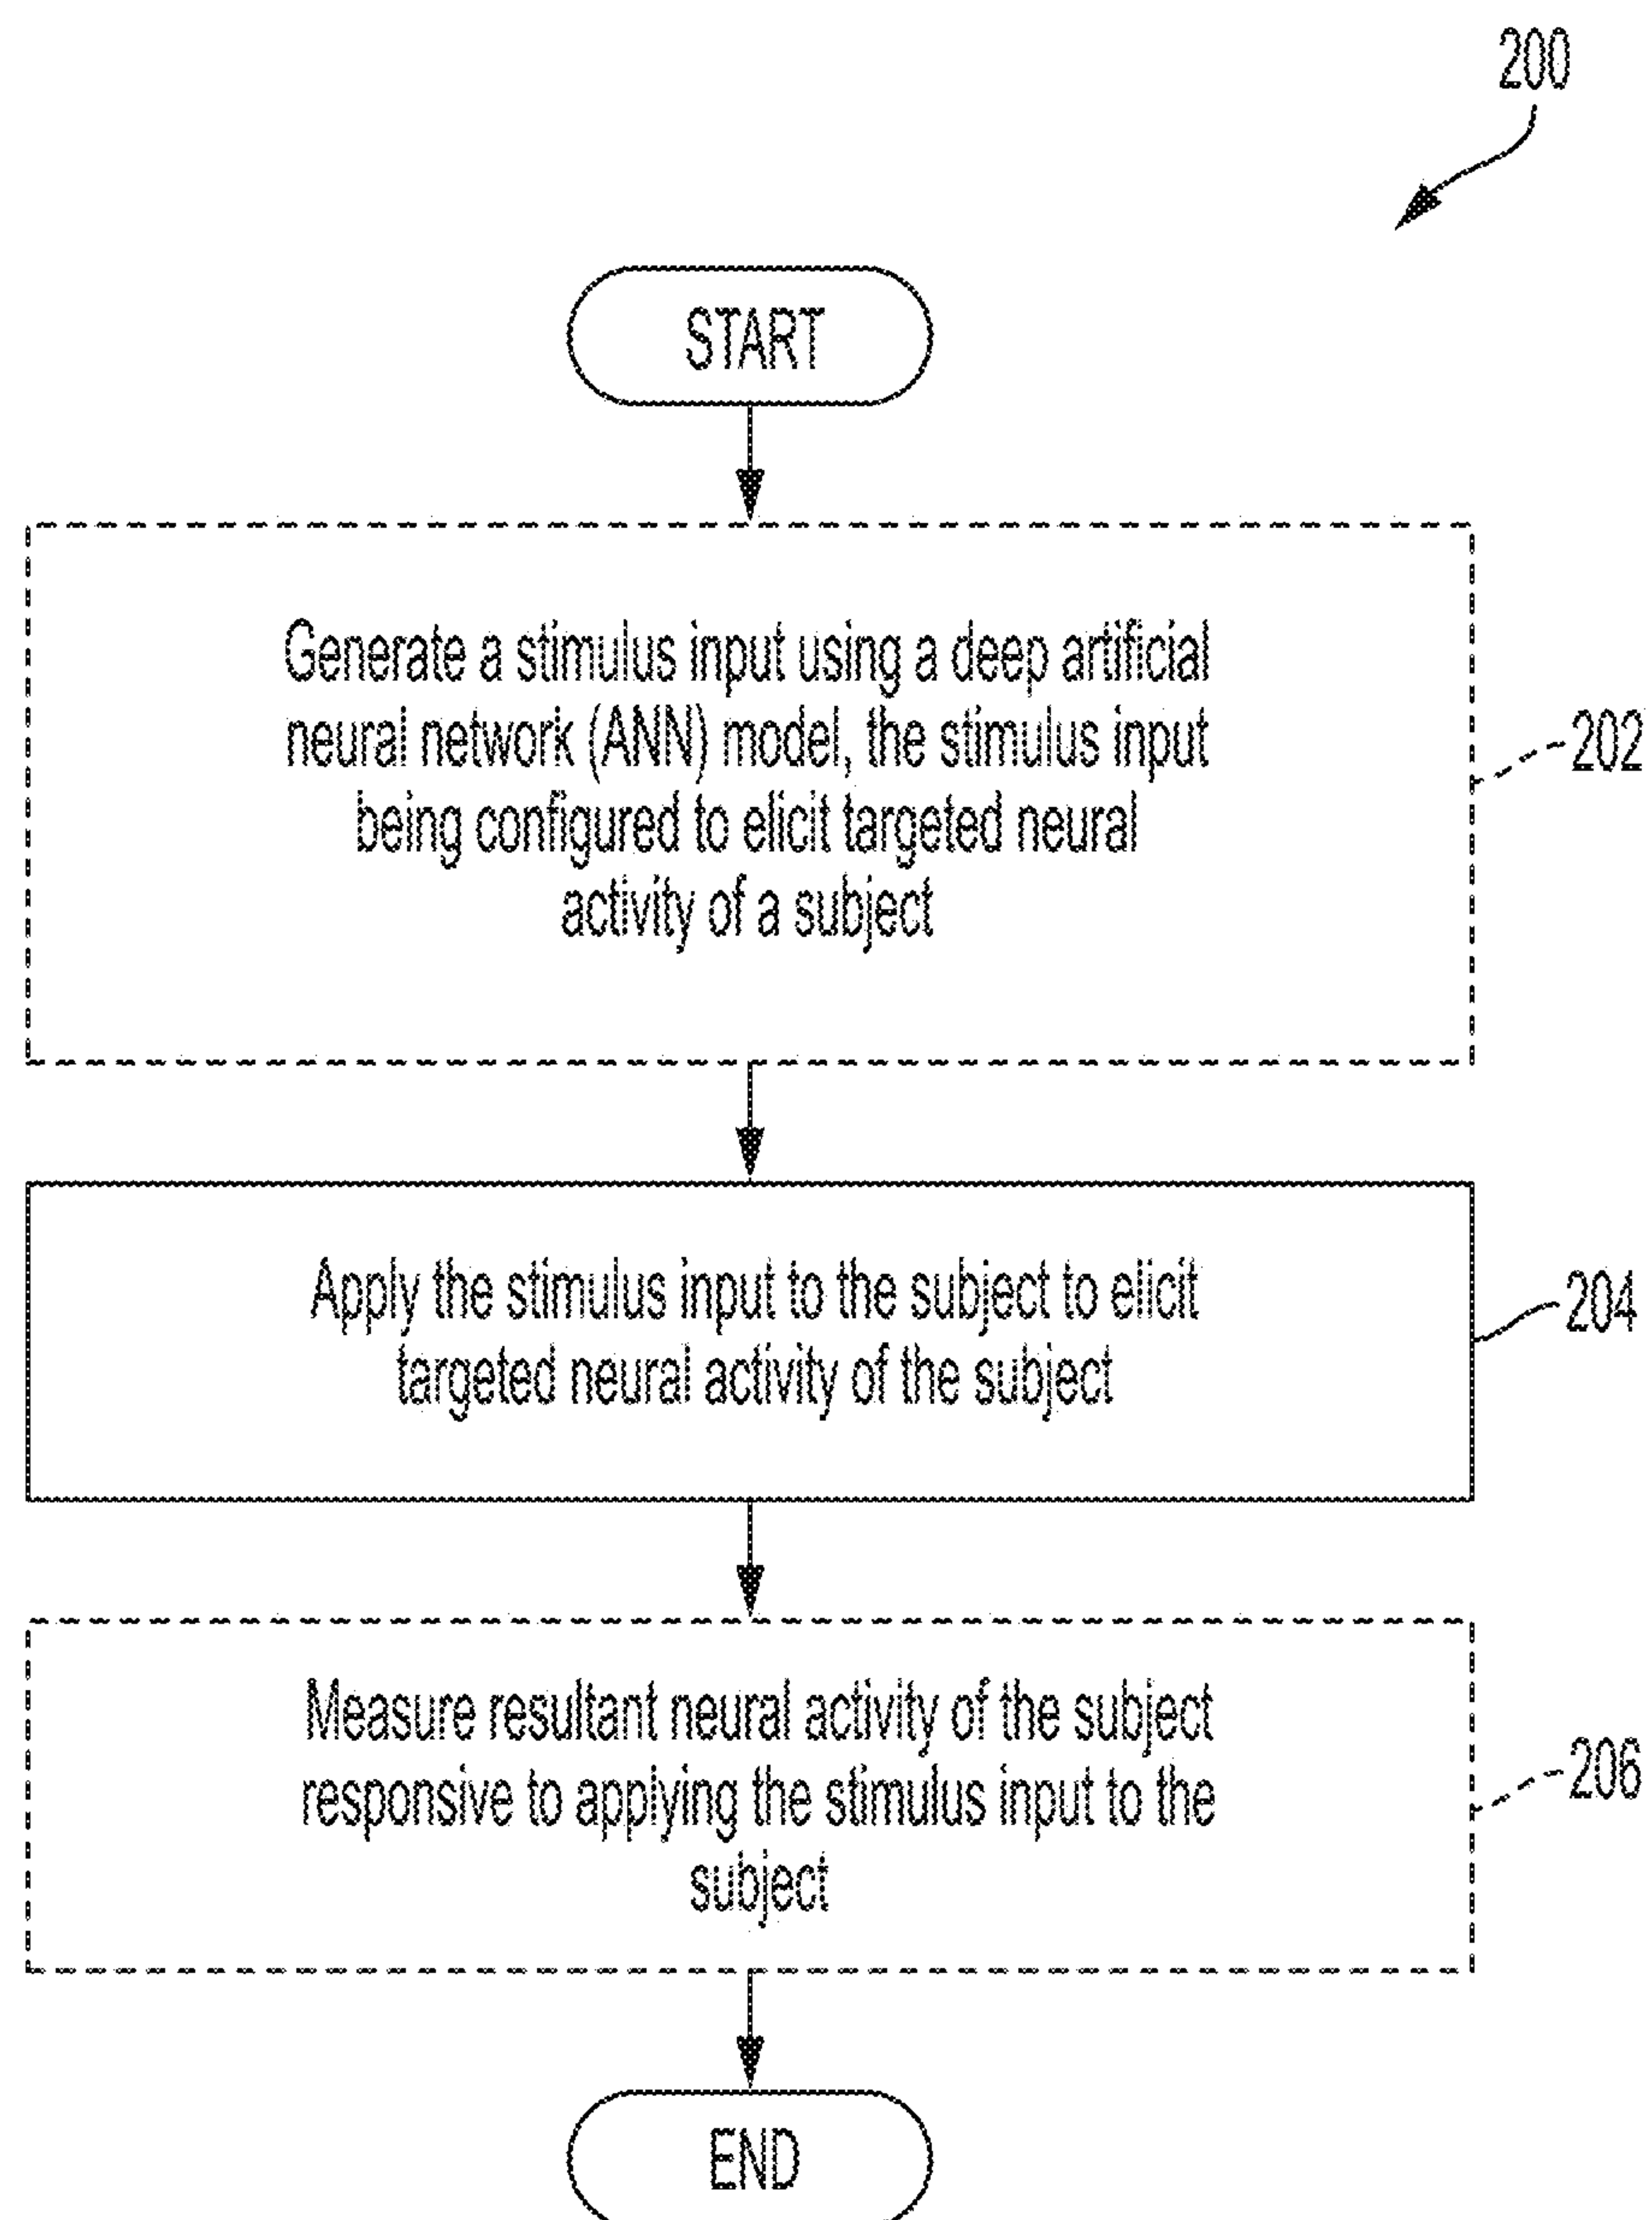 200
START
Generate a stimulus input using a deep artificial
neural network (ANN) model, the stimulus input
being configured to elicit targeted neural
activity of a subject
202
Apply the stimulus input to the subject to elicit
targeted neural activity of the subject
204
Measure resultant neural activity of the subject
responsive to applying the stimulus input to the
subject
206
END